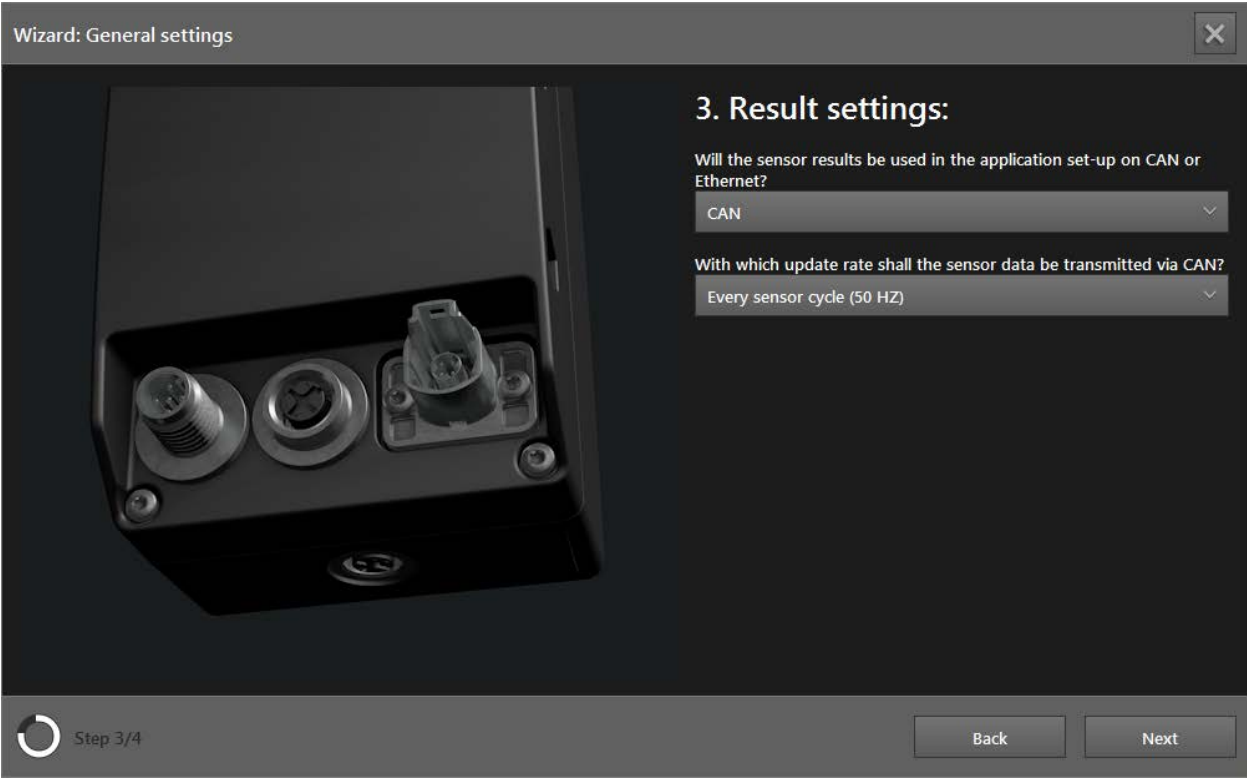 Wizard: General settings
3. Result settings:
Will the sensor results be used in the application set-up on CAN or
Ethernet?
CAN
With which update rate shall the sensor data be transmitted via CAN?
Every sensor cycle (50 HZ)
Step 3/4
Back
Next